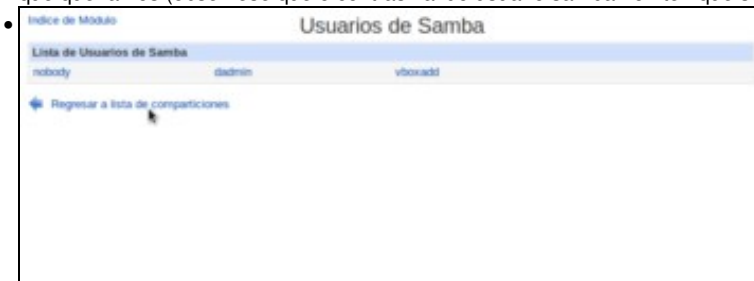 Indice de Módulo
Usuarios de Samba
Lista de Usuarios de Samba
nobody dadmin vboxadd
Regresar a lista de comparticiones